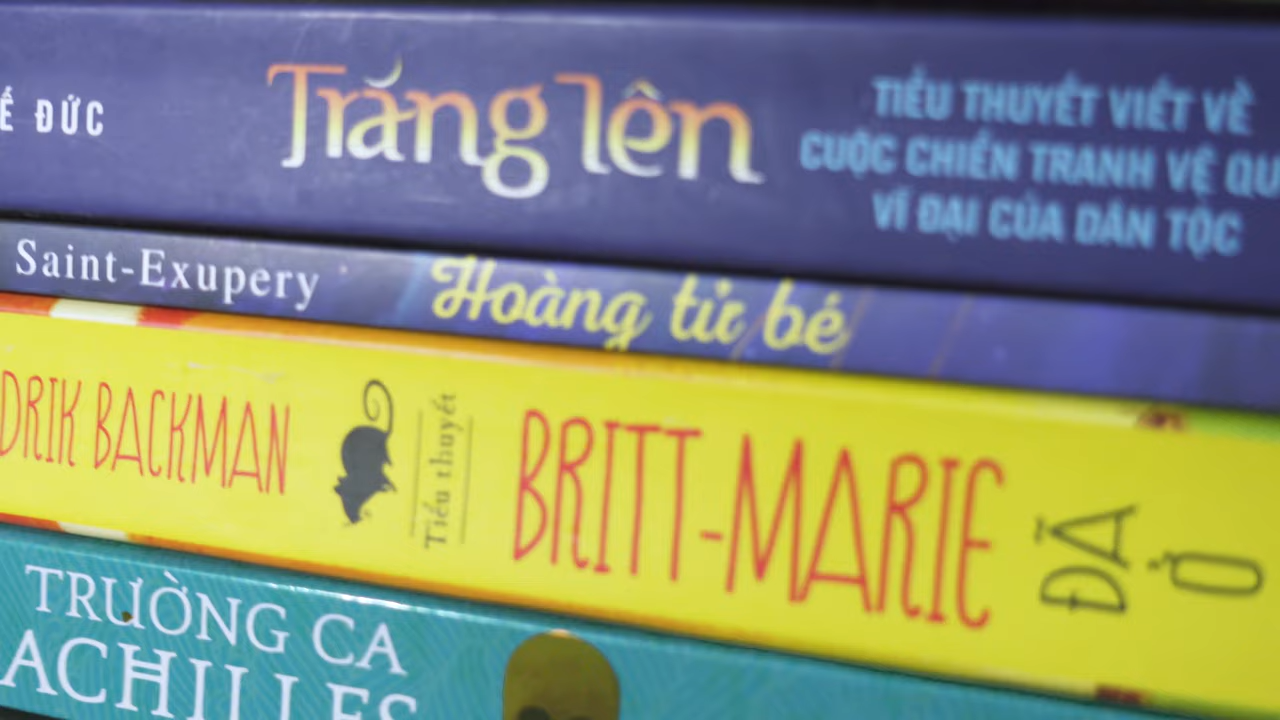 Ế ĐỨC
Trăng lên
TIỂU THUYẾT VIẾT VỀ
CUỘC CHIẾN TRANH VỆ QU
VĨ ĐẠI CỦA DÂN TỘC
Saint-Exupery
Hoàng tử bé
DRIK BACKMAN
Tiểu thuyết
BRITT-MARIE
ĐÃ
Ở
TRƯỜNG CA
ACHILLES